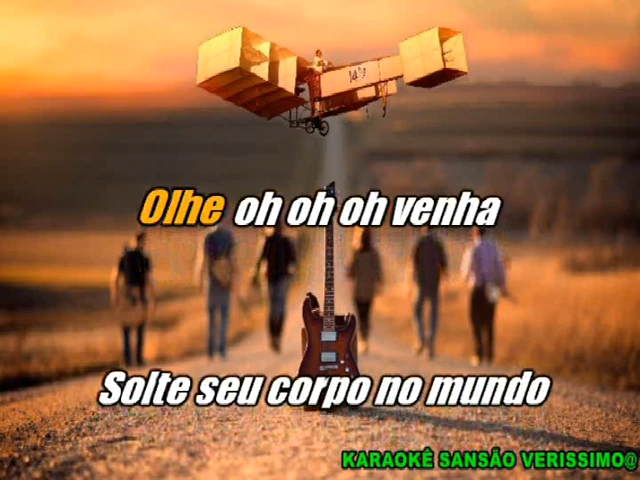 Olhe oh oh oh venha
Solte seu corpo no mundo
KARAOKÊ SANSÃO VERISSIMO@